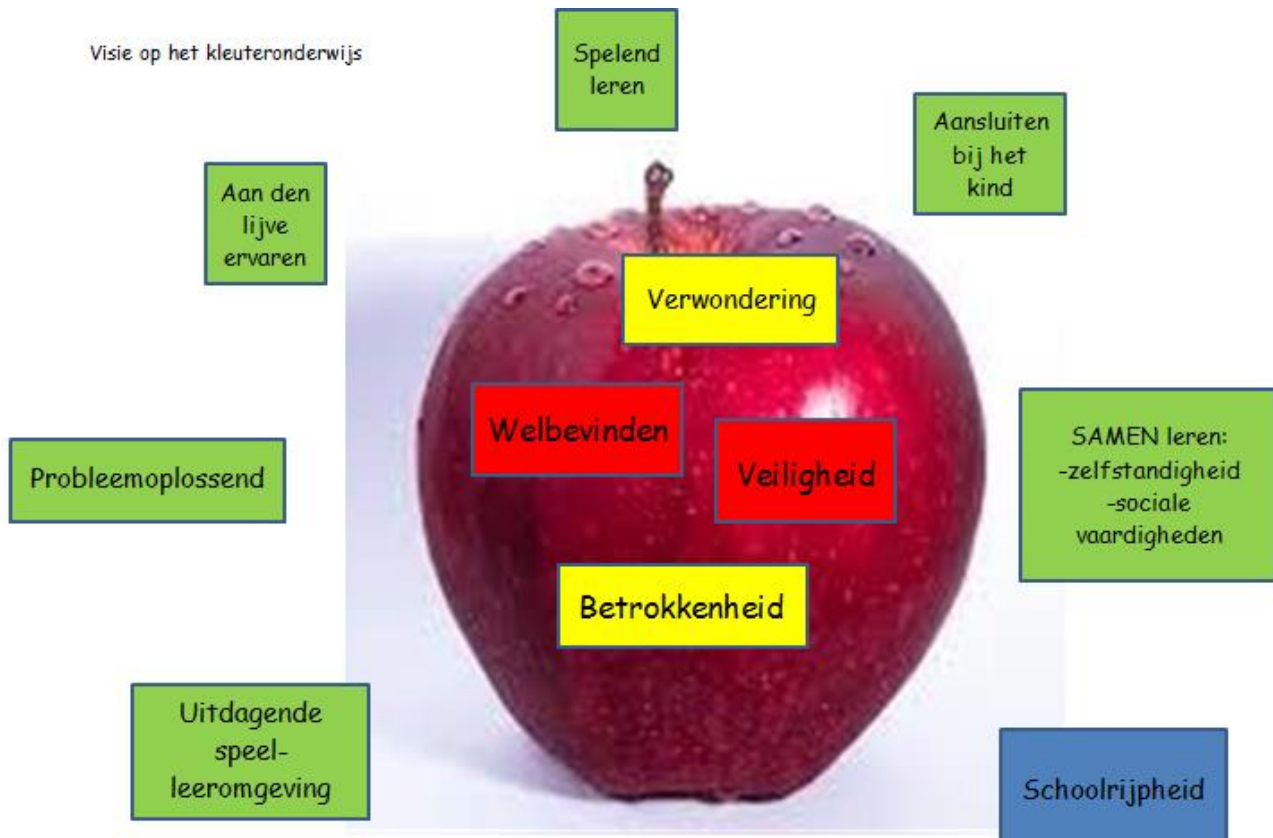 Visie op het kleuteronderwijs
Spelend
leren
Aansluiten
bij het
kind
Aan den
lijve
ervaren
Verwondering
Welbevinden
Veiligheid
SAMEN leren:
-zelfstandigheid
-sociale
vaardigheden
Probleemoplossend
Betrokkenheid
Uitdagende
speel-
leeromgeving
Schoolrijpheid